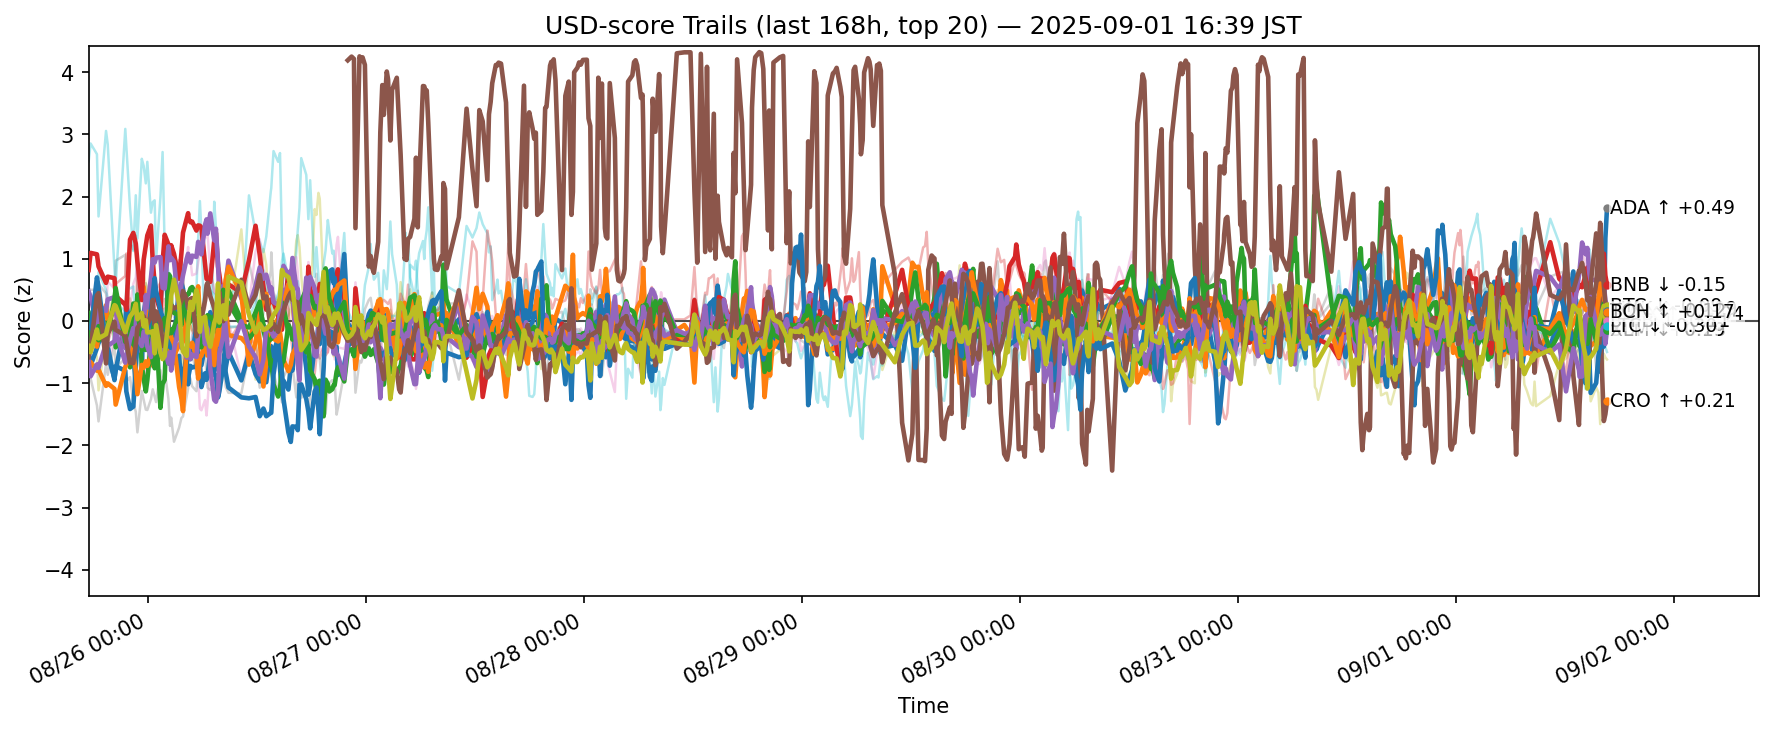 USD-score Trails (last 168h, top 20) — 2025-09-01 16:39 JST
Score (z)
4
3
2
1
0
−1
−2
−3
−4
ADA ↑ +0.49
BNB ↓ -0.15
BCH ↑ +0.17
CRO ↑ +0.21
08/26 00:00
08/27 00:00
08/28 00:00
08/29 00:00
08/30 00:00
08/31 00:00
09/01 00:00
09/02 00:00
Time